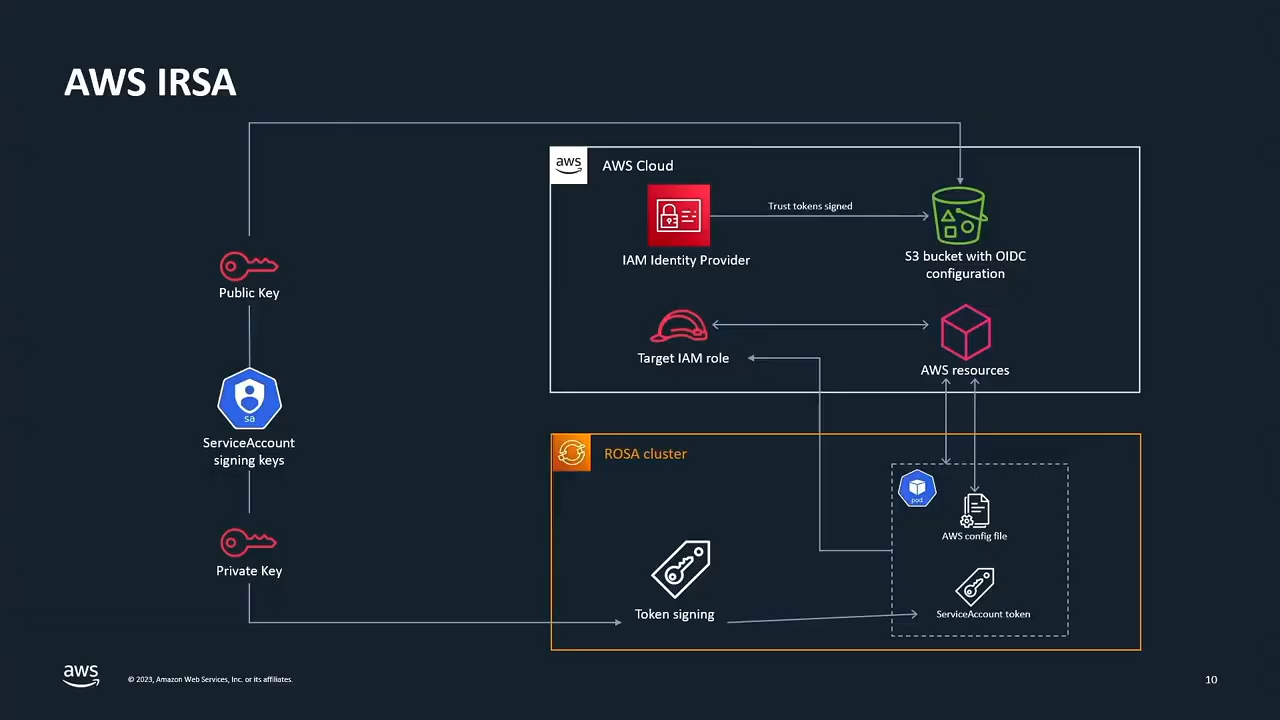 AWS IRSA
aws
AWS Cloud
Trust tokens signed
IAM Identity Provider
S3 bucket with OIDC
configuration
Public Key
Target IAM role
AWS resources
sa
ServiceAccount
signing keys
ROSA cluster
pod
AWS config file
Private Key
Token signing
ServiceAccount token
aws
© 2023, Amazon Web Services, Inc. or its affiliates.
10